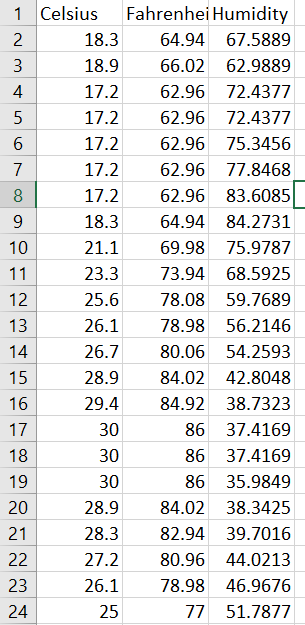 1 Celsius Fahrenhei Humidity
2 18.3 64.94 67.5889
3 18.9 66.02 62.9889
4 17.2 62.96 72.4377
5 17.2 62.96 72.4377
6 17.2 62.96 75.3456
7 17.2 62.96 77.8468
8 17.2 62.96 83.6085
9 18.3 64.94 84.2731
10 21.1 69.98 75.9787
11 23.3 73.94 68.5925
12 25.6 78.08 59.7689
13 26.1 78.98 56.2146
14 26.7 80.06 54.2593
15 28.9 84.02 42.8048
16 29.4 84.92 38.7323
17 30 86 37.4169
18 30 86 37.4169
19 30 86 35.9849
20 28.9 84.02 38.3425
21 28.3 82.94 39.7016
22 27.2 80.96 44.0213
23 26.1 78.98 46.9676
24 25 77 51.7877